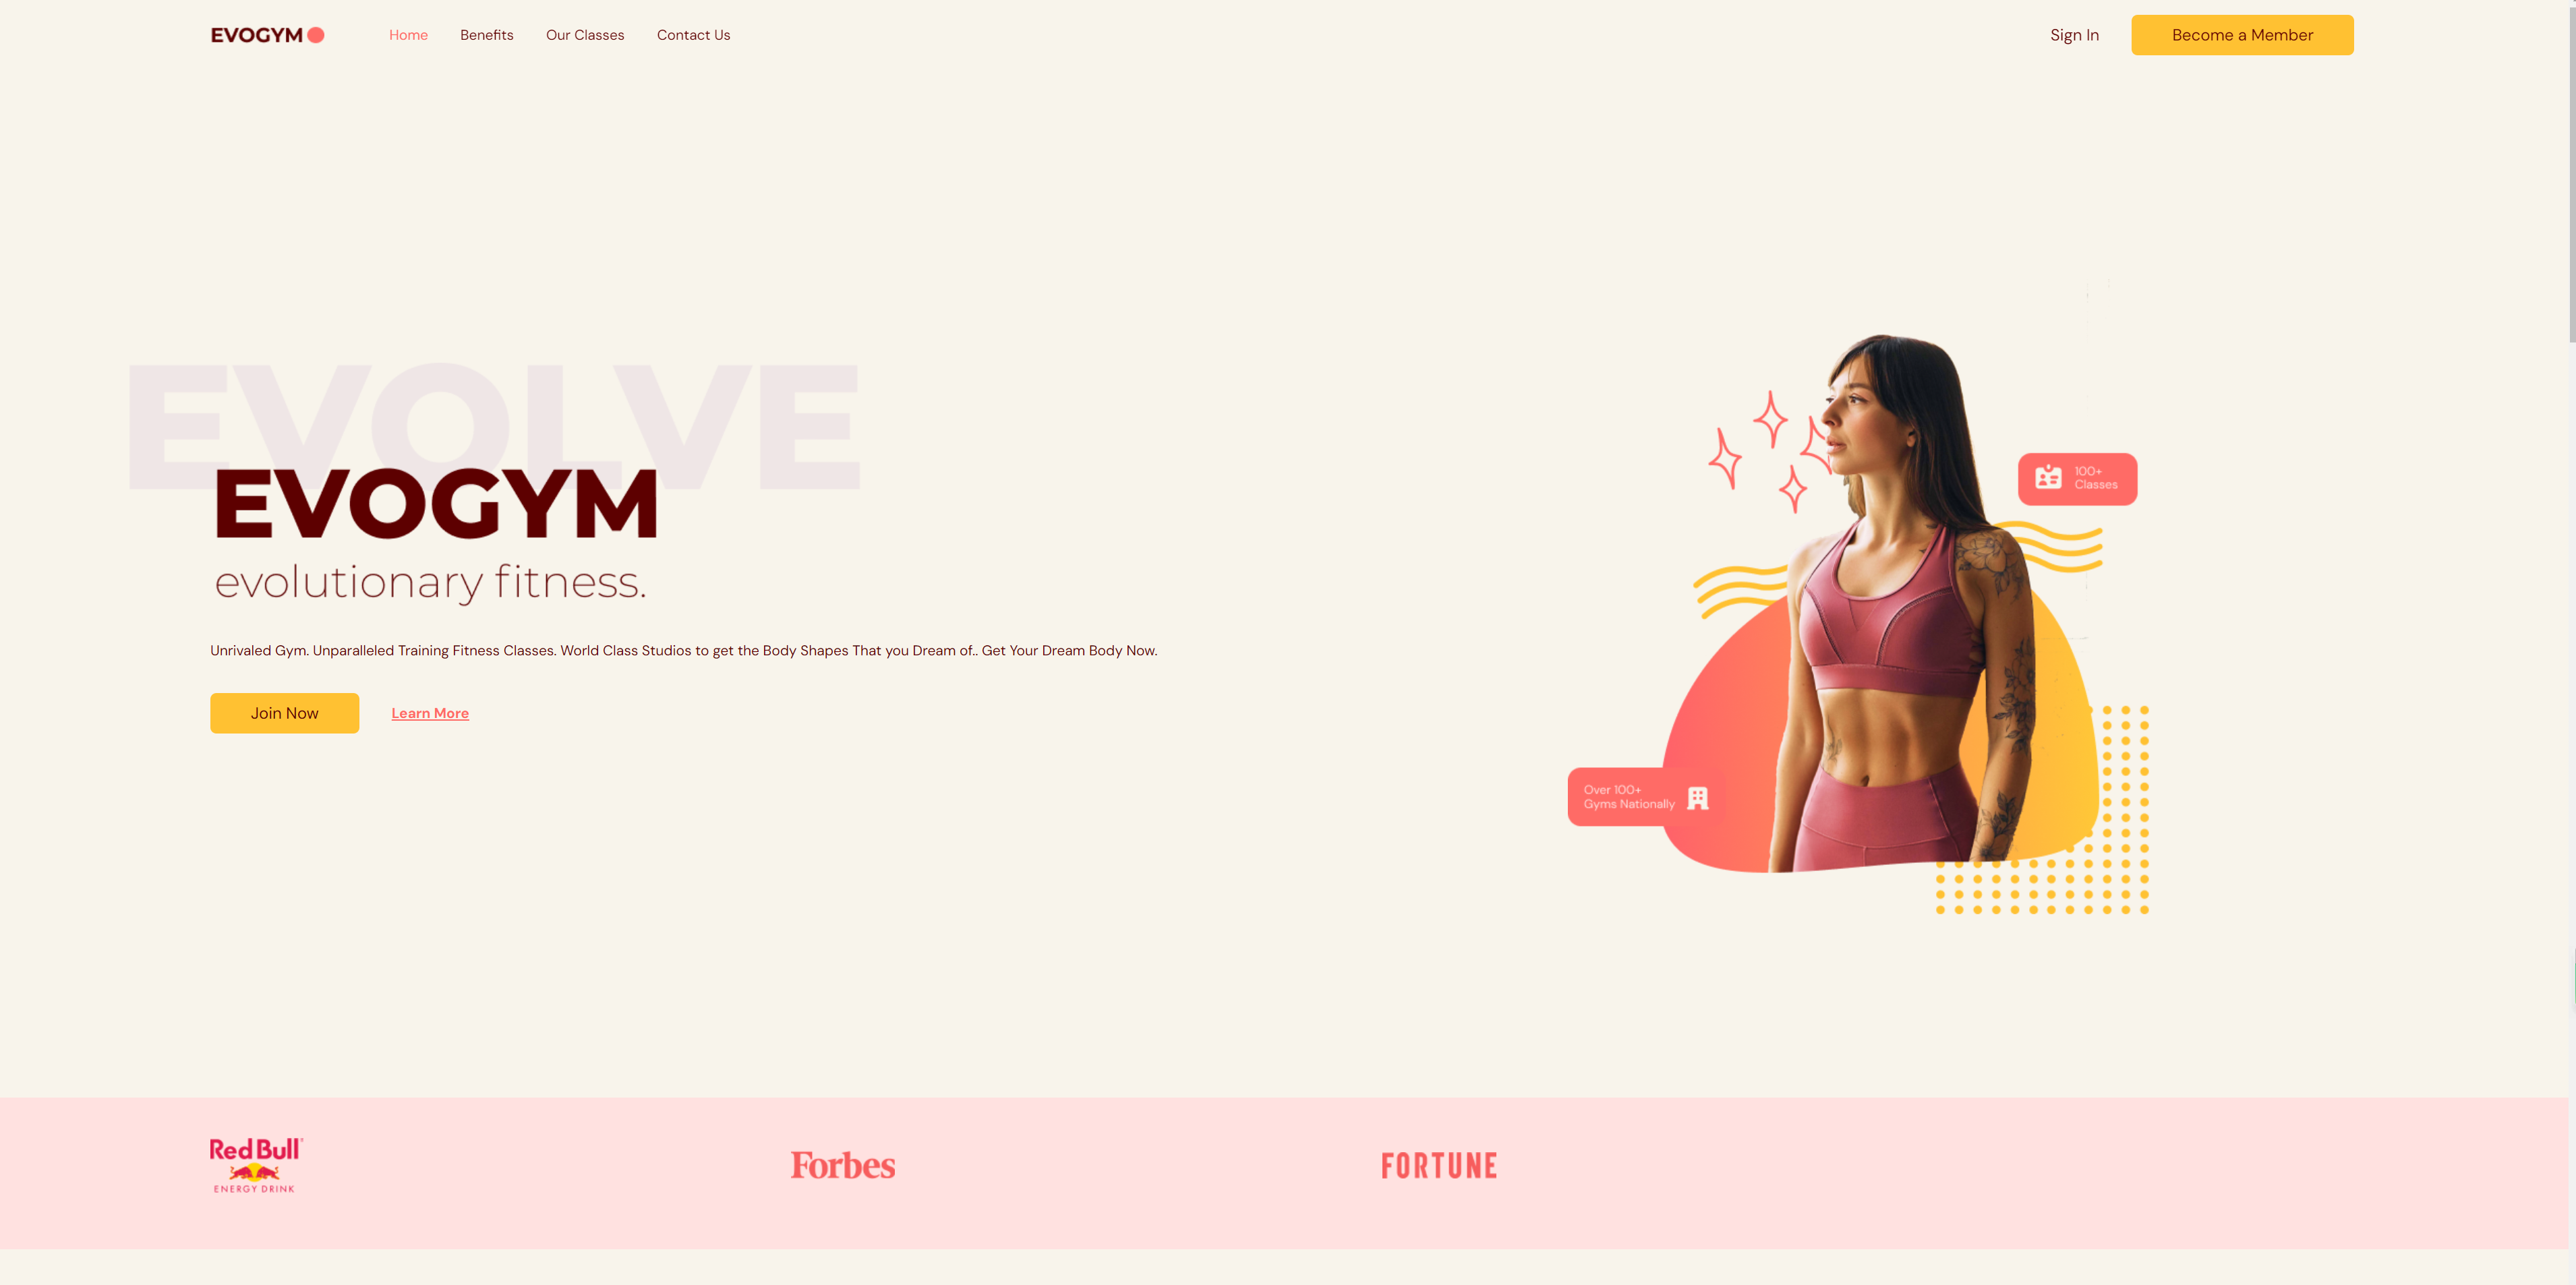 EVOGYM
Home
Benefits
Our Classes
Contact Us
Sign In
Become a Member
EVOLVE
EVOGYM
evolutionary fitness.
Unrivaled Gym. Unparalleled Training Fitness Classes. World Class Studios to get the Body Shapes That you Dream of.. Get Your Dream Body Now.
Join Now
Learn More
100+
Classes
Over 100+
Gyms Nationally
Red Bull
ENERGY DRINK
Forbes
FORTUNE